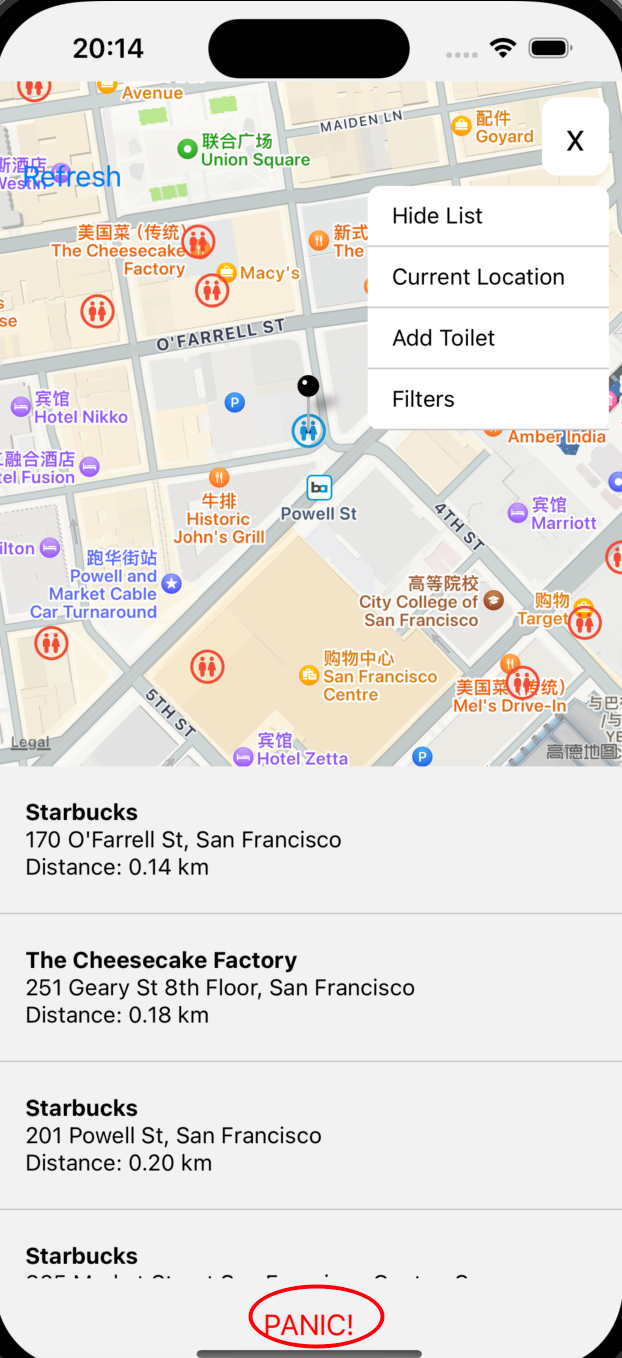 20:14
Avenue
MAIDEN LN
配件
Goyard
X
联合广场
Union Square
斯酒店
Westin
Refresh
Hide List
美国菜 (传统)
The Cheesecake
Factory
新式
The
Macy's
Current Location
se
O'FARRELL ST
Add Toilet
宾馆
Hotel Nikko
P
Filters
Amber India
融合酒店
tel Fusion
牛排
Historic
John's Grill
ba
Powell St
4TH ST
宾馆
Marriott
ilton
跑华街站
Powell and
Market Cable
Car Turnaround
高等院校
City College of
San Francisco
购物
Target
购物中心
San Francisco
Centre
美国菜(传统)
Mel's Drive-In
5TH ST
与巴
/与
YE
Legal
宾馆
Hotel Zetta
P
高德地图
Starbucks
170 O'Farrell St, San Francisco
Distance: 0.14 km
The Cheesecake Factory
251 Geary St 8th Floor, San Francisco
Distance: 0.18 km
Starbucks
201 Powell St, San Francisco
Distance: 0.20 km
Starbucks
PANIC!